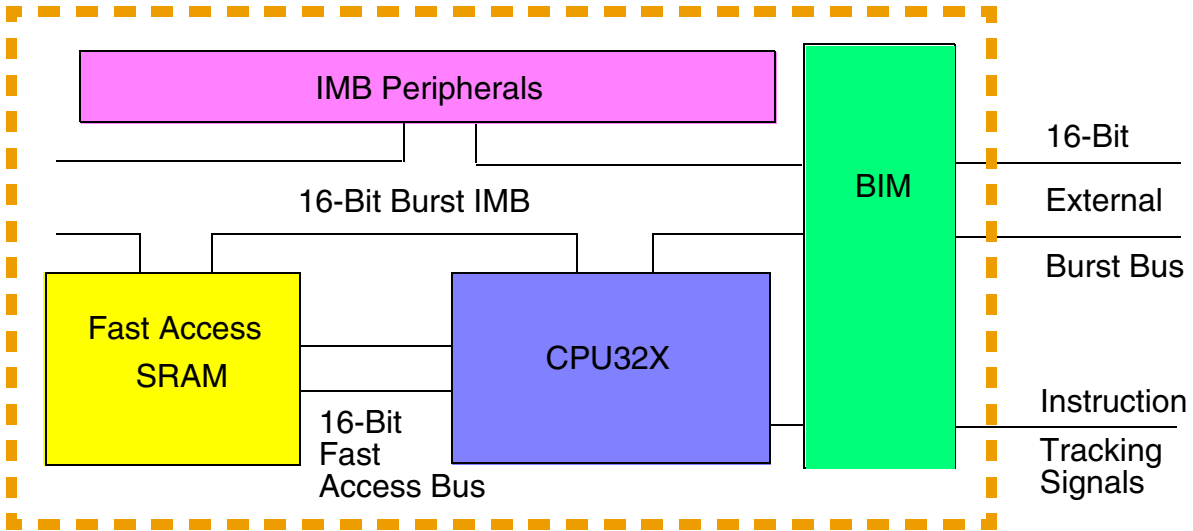 IMB Peripherals
16-Bit
BIM
16-Bit Burst IMB
External
Burst Bus
Fast Access
SRAM
CPU32X
16-Bit
Fast
Access Bus
Instruction
Tracking
Signals